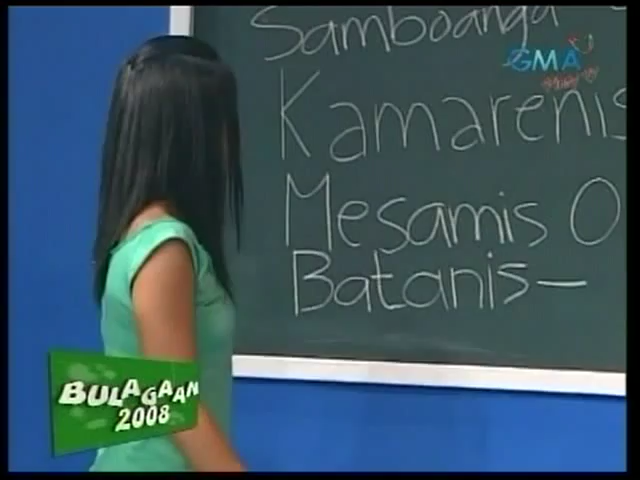 Samboanga
GMA
Kamarenis
Mesamis O
Batanis—
BULAGAAN
2008